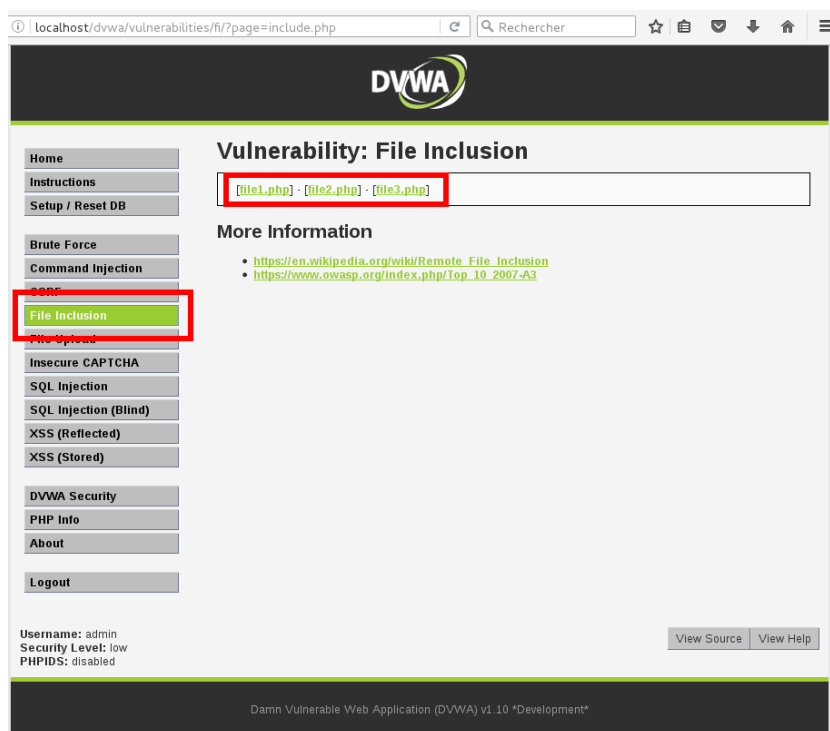 localhost/dvwa/vulnerabilities/fi/?page=include.php
Rechercher
DVWA
Home
Instructions
Setup / Reset DB
Brute Force
Command Injection
CSRF
File Inclusion
File Upload
Insecure CAPTCHA
SQL Injection
SQL Injection (Blind)
XSS (Reflected)
XSS (Stored)
DVWA Security
PHP Info
About
Logout
Vulnerability: File Inclusion
[file1.php] - [file2.php] - [file3.php]
More Information
https://en.wikipedia.org/wiki/Remote_File_Inclusion
https://www.owasp.org/index.php/Top_10_2007-A3
Username: admin
Security Level: low
PHPIDS: disabled
View Source
View Help
Damn Vulnerable Web Application (DVWA) v1.10 *Development*